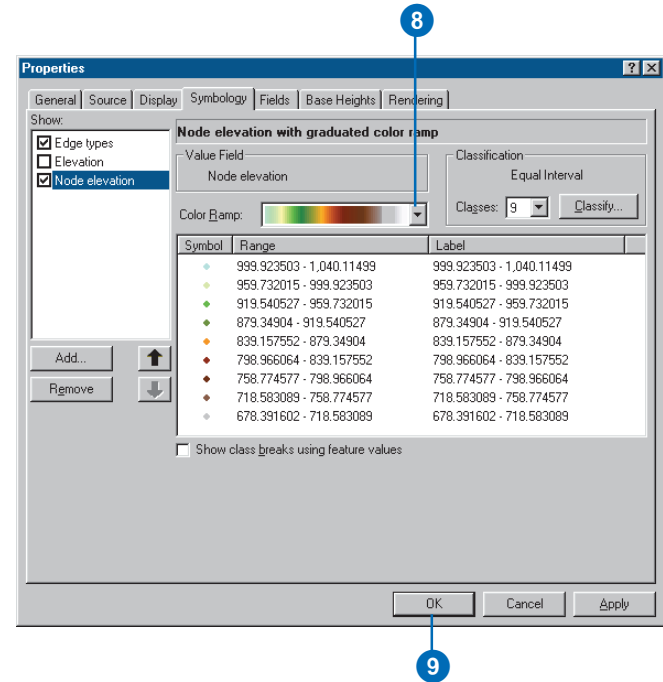 8
Properties
General Source Display Symbology Fields Base Heights Rendering
Show:
Edge types
Elevation
Node elevation
Node elevation with graduated color ramp
Value Field
Node elevation
Classification
Equal Interval
Color Ramp:
Classes: 9 Classify...
Symbol Range Label
999.923503 - 1,040.11499 999.923503 - 1,040.11499
959.732015 - 999.923503 959.732015 - 999.923503
919.540527 - 959.732015 919.540527 - 959.732015
879.34904 - 919.540527 879.34904 - 919.540527
839.157552 - 879.34904 839.157552 - 879.34904
798.966064 - 839.157552 798.966064 - 839.157552
758.774577 - 798.966064 758.774577 - 798.966064
718.583089 - 758.774577 718.583089 - 758.774577
678.391602 - 718.583089 678.391602 - 718.583089
Add...
Remove
Show class breaks using feature values
OK Cancel Apply
9